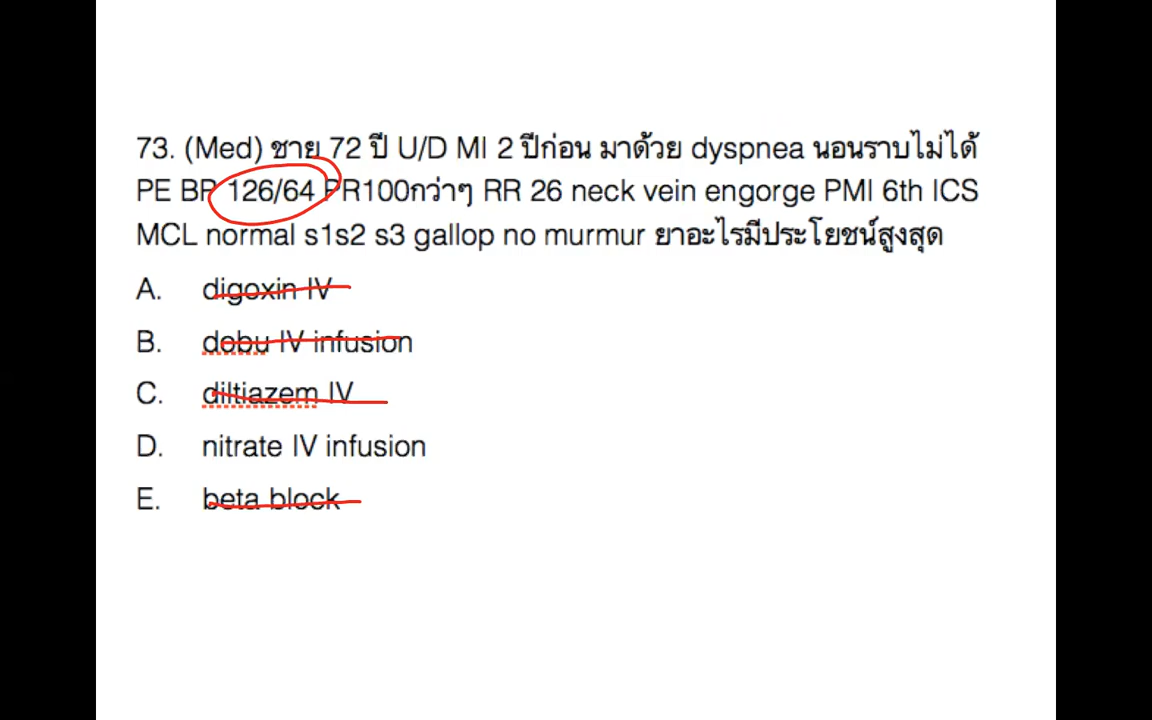 73. (Med) ชาย 72 ปี U/D MI 2 ปีก่อน มาด้วย dyspnea นอนราบไม่ได้
PE BP 126/64 PR100กว่าๆ RR 26 neck vein engorge PMI 6th ICS
MCL normal s1s2 s3 gallop no murmur ยาอะไรมีประโยชน์สูงสุด
A. digoxin IV
B. dobu IV infusion
C. diltiazem IV
D. nitrate IV infusion
E. beta block